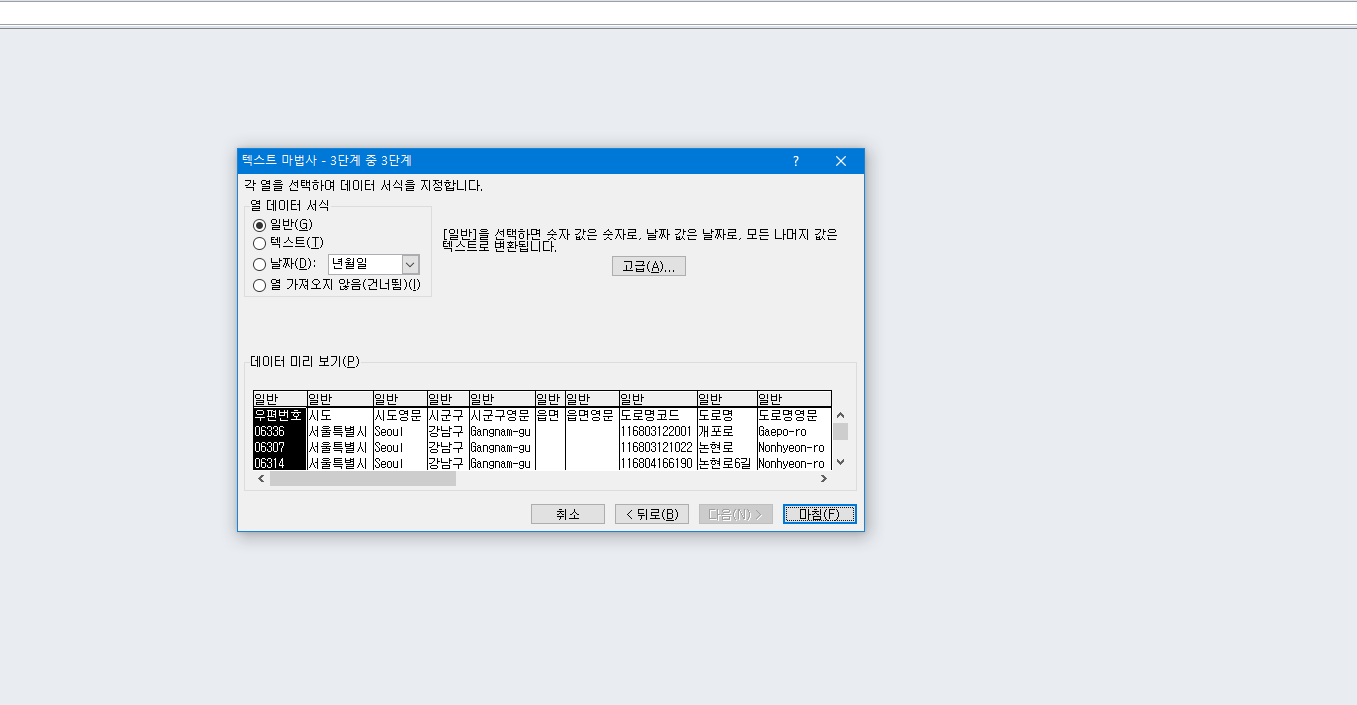 텍스트 마법사 - 3단계 중 3단계
각 열을 선택하여 데이터 서식을 지정합니다.
열 데이터 서식
일반(G)
텍스트(T)
날짜(D): 년월일
열 가져오지 않음(건너뜀)(I)
[일반]을 선택하면 숫자 값은 숫자로, 날짜 값은 날짜로, 모든 나머지 값은
텍스트로 변환됩니다.
고급(A)...
데이터 미리 보기(P)
일반 일반 일반 일반 일반 일반 일반 일반 일반 일반
우편번호 시도 시도영문 시군구 시군구영문 읍면 읍면영문 도로명코드 도로명 도로명영문
06336 서울특별시 Seoul 강남구 Gangnam-gu 116803122001 개포로 Gaepo-ro
06307 서울특별시 Seoul 강남구 Gangnam-gu 116803121022 논현로 Nonhyeon-ro
06314 서울특별시 Seoul 강남구 Gangnam-gu 116804166190 논현로6길 Nonhyeon-ro
취소 < 뒤로(B) 다음(N) > 마침(F)